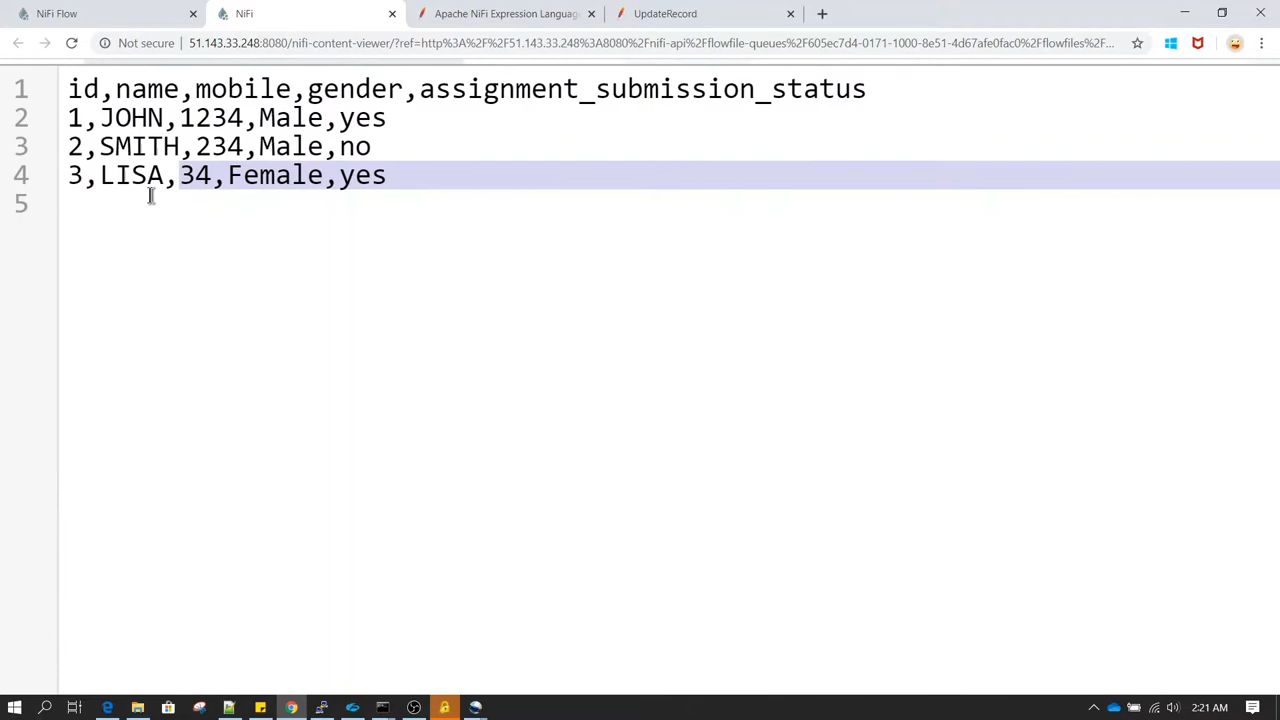 NiFi Flow
NiFi
Apache NiFi Expression Languag
UpdateRecord
Not secure
51.143.33.248:8080/nifi-content-viewer/?ref=http%3A%2F%2F51.143.33.248%3A8080%2Fnifi-api%2Fflowfile-queues%2F605ec7d4-0171-1000-8e51-4d67afe0fac0%2Fflowfiles%2F...
1 id,name,mobile,gender,assignment_submission_status
2 1,JOHN,1234,Male,yes
3 2,SMITH,234,Male,no
4 3,LISA,34,Female,yes
5
2:21 AM